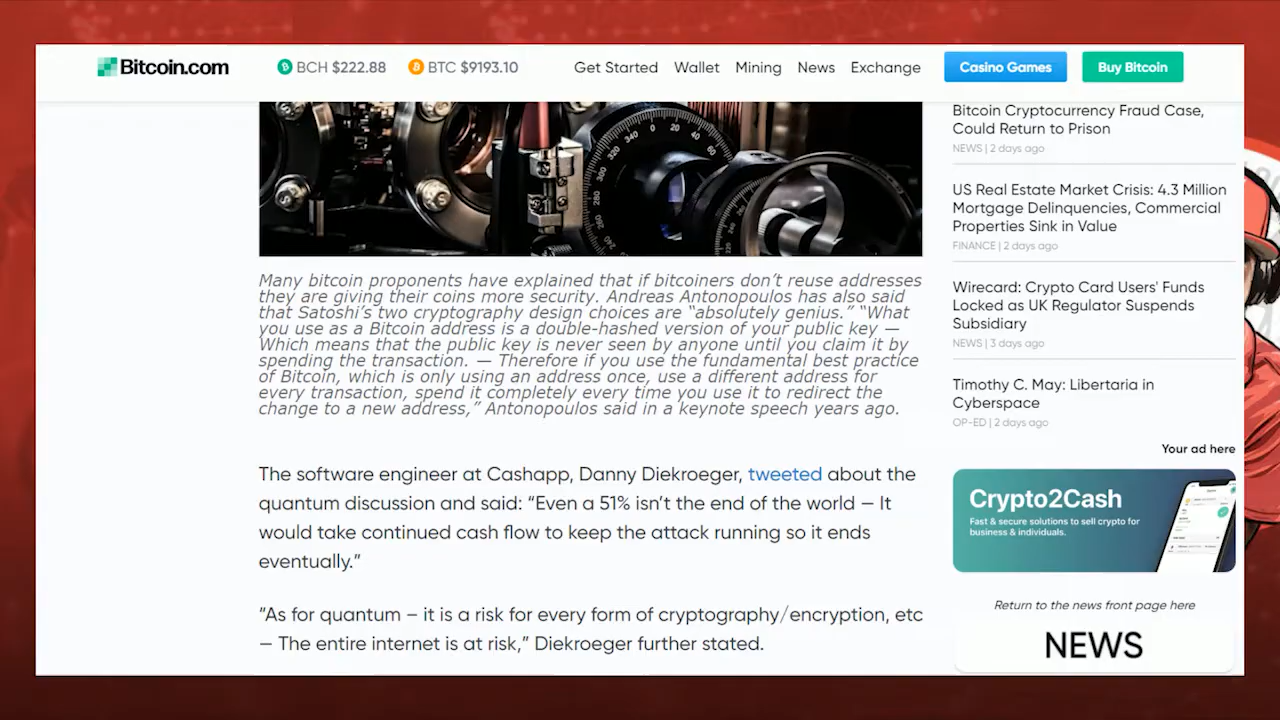 Bitcoin.com
BCH $222.88
BTC $9193.10
Get Started
Wallet
Mining
News
Exchange
Casino Games
Buy Bitcoin
0 20 40 60
340
320
300
280
260
240
Many bitcoin proponents have explained that if bitcoiners don’t reuse addresses
they are giving their coins more security. Andreas Antonopoulos has also said
that Satoshi’s two cryptography design choices are “absolutely genius.” “What
you use as a Bitcoin address is a double-hashed version of your public key —
Which means that the public key is never seen by anyone until you claim it by
spending the transaction. — Therefore if you use the fundamental best practice
of Bitcoin, which is only using an address once, use a different address for
every transaction, spend it completely every time you use it to redirect the
change to a new address,” Antonopoulos said in a keynote speech years ago.
The software engineer at Cashapp, Danny Diekroeger, tweeted about the
quantum discussion and said: “Even a 51% isn’t the end of the world — It
would take continued cash flow to keep the attack running so it ends
eventually.”
“As for quantum – it is a risk for every form of cryptography/encryption, etc
— The entire internet is at risk,” Diekroeger further stated.
Bitcoin Cryptocurrency Fraud Case,
Could Return to Prison
NEWS | 2 days ago
US Real Estate Market Crisis: 4.3 Million
Mortgage Delinquencies, Commercial
Properties Sink in Value
FINANCE | 2 days ago
Wirecard: Crypto Card Users' Funds
Locked as UK Regulator Suspends
Subsidiary
NEWS | 3 days ago
Timothy C. May: Libertaria in
Cyberspace
OP-ED | 2 days ago
Your ad here
Crypto2Cash
Fast & secure solutions to sell crypto for
business & individuals.
Return to the news front page here
NEWS